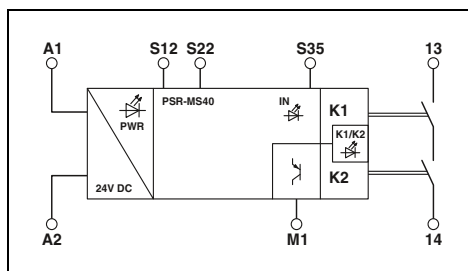 A1 S12 S22 S35 13
PSR-MS40 IN K1
PWR K1/K2
24V DC K2
A2 M1 14